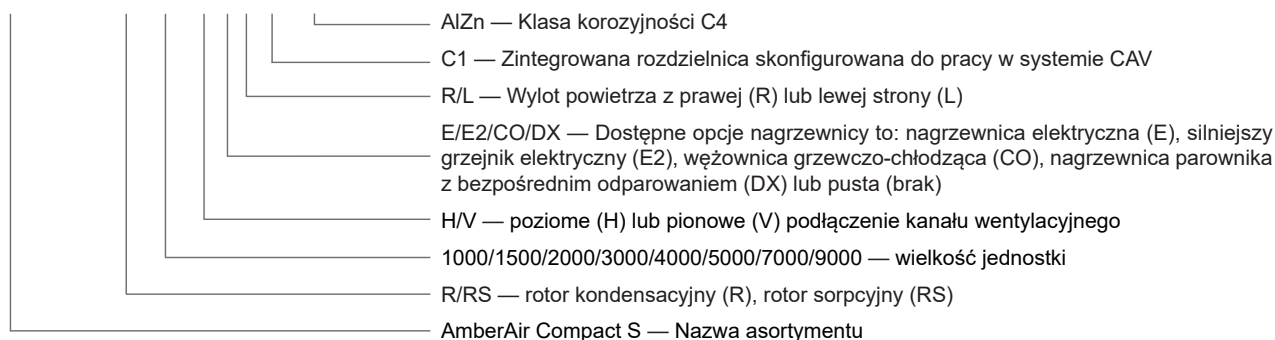 AlZn — Klasa korozyjności C4
C1 — Zintegrowana rozdzielnica skonfigurowana do pracy w systemie CAV
R/L — Wylot powietrza z prawej (R) lub lewej strony (L)
E/E2/CO/DX — Dostępne opcje nagrzewnicy to: nagrzewnica elektryczna (E), silniejszy
grzejnik elektryczny (E2), wężownica grzewczo-chłodząca (CO), nagrzewnica parownika
z bezpośrednim odparowaniem (DX) lub pusta (brak)
H/V — poziome (H) lub pionowe (V) podłączenie kanału wentylacyjnego
1000/1500/2000/3000/4000/5000/7000/9000 — wielkość jednostki
R/RS — rotor kondensacyjny (R), rotor sorpcyjny (RS)
AmberAir Compact S — Nazwa asortymentu